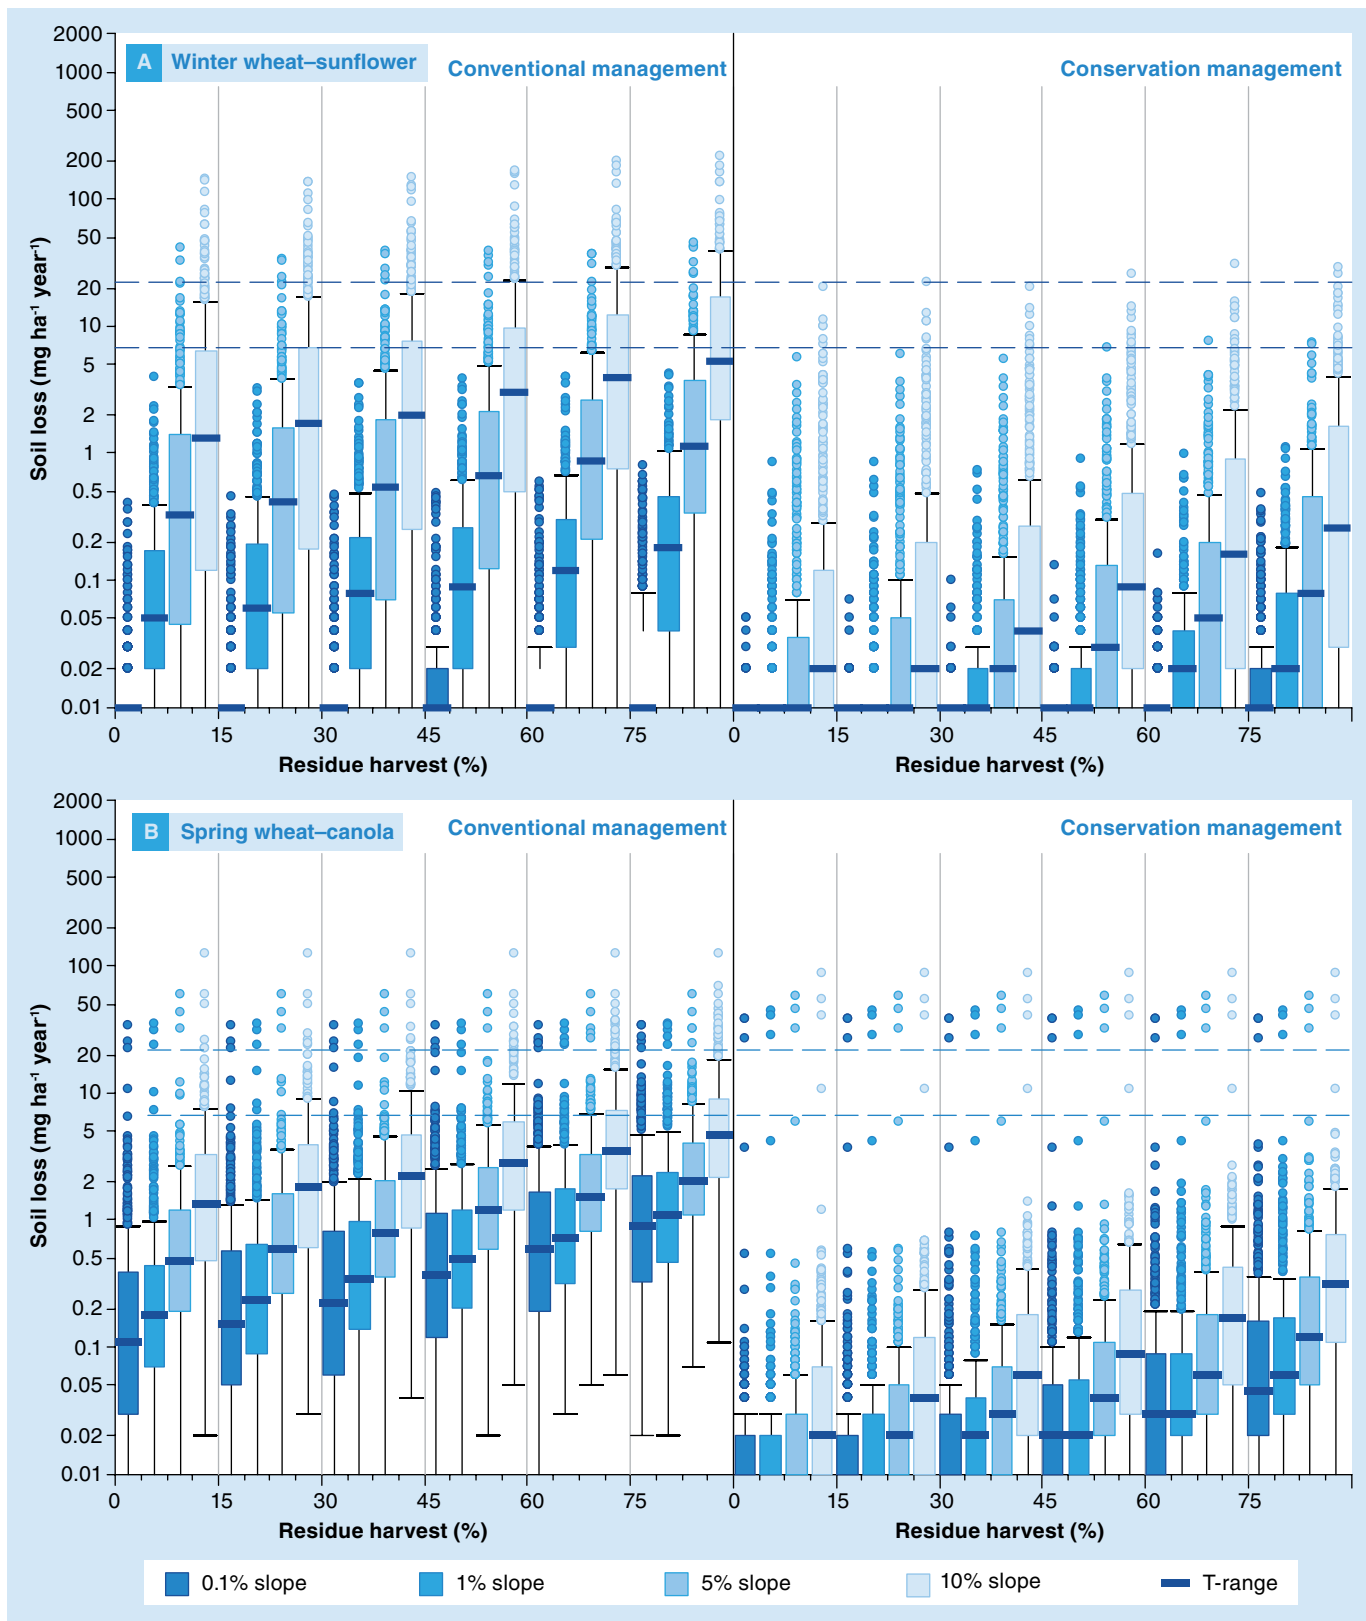 A Winter wheat–sunflower
Conventional management
Conservation management
Soil loss (mg ha⁻¹ year⁻¹)
2000
1000
500
200
100
50
20
10
5
2
1
0.5
0.2
0.1
0.05
0.02
0.01
0 15 30 45 60 75 0 15 30 45 60 75
Residue harvest (%)
Residue harvest (%)
B Spring wheat–canola
Conventional management
Conservation management
Soil loss (mg ha⁻¹ year⁻¹)
2000
1000
500
200
100
50
20
10
5
2
1
0.5
0.2
0.1
0.05
0.02
0.01
0 15 30 45 60 75 0 15 30 45 60 75
Residue harvest (%)
Residue harvest (%)
0.1% slope 1% slope 5% slope 10% slope T-range